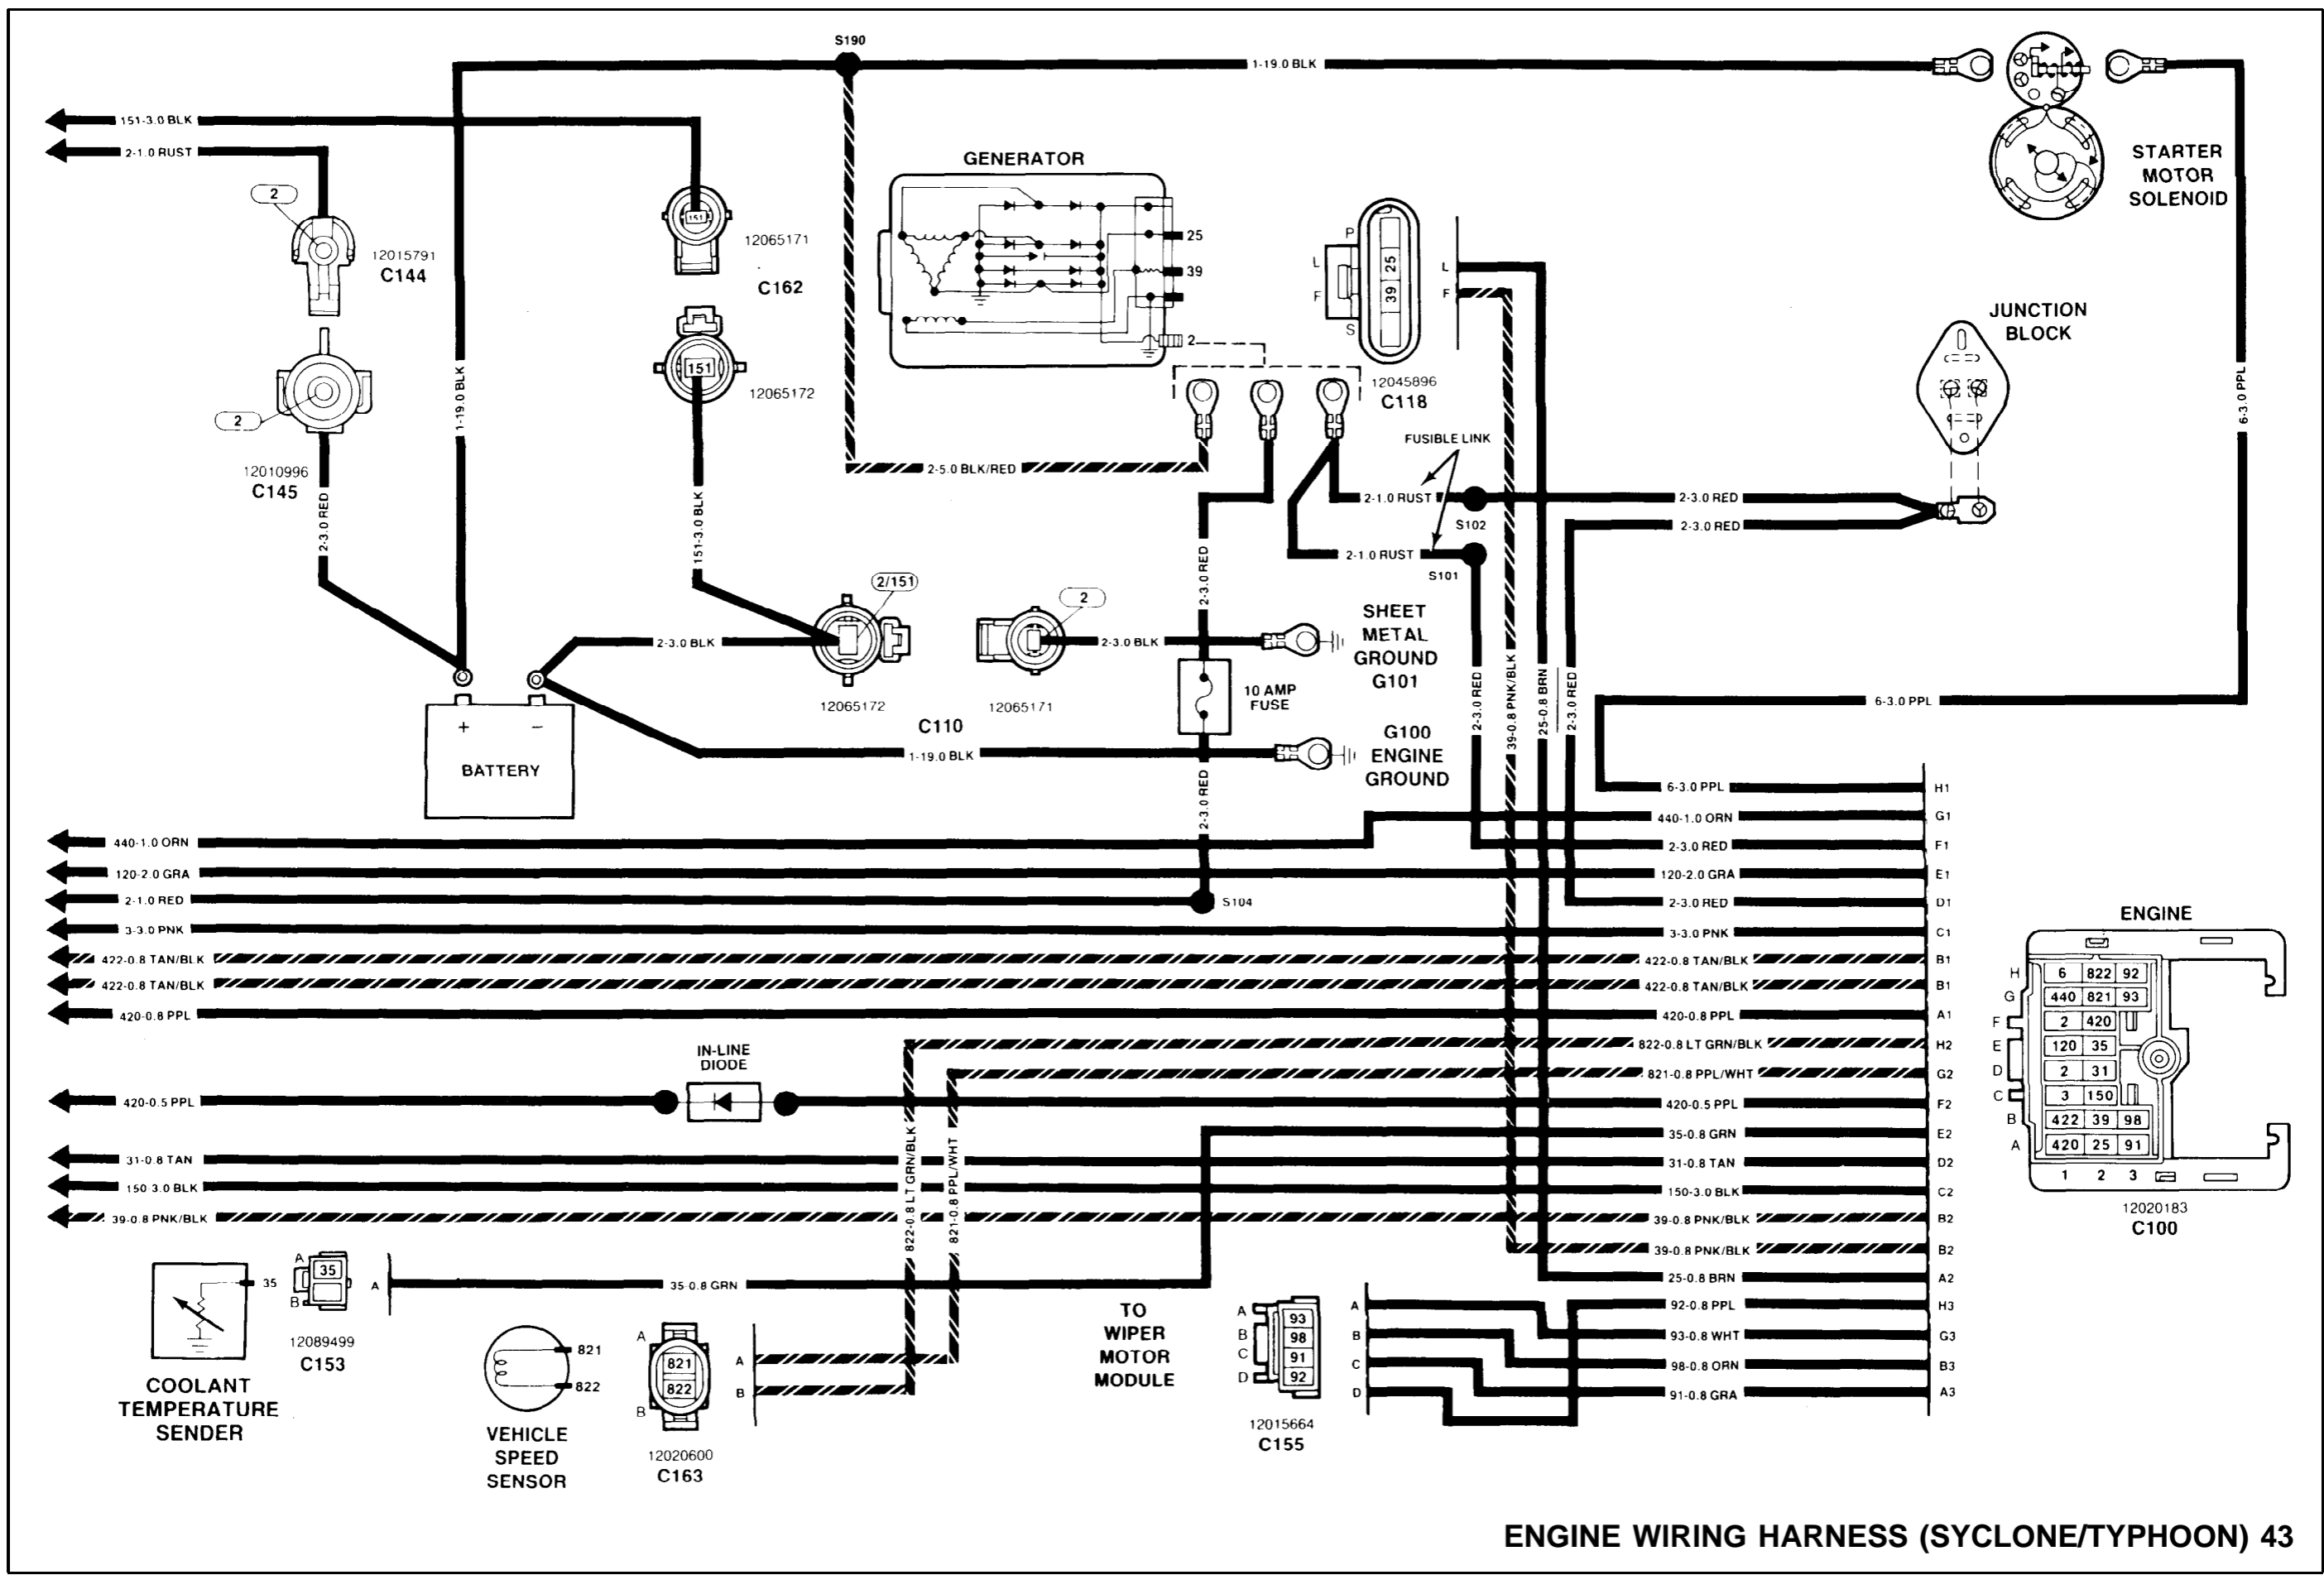 S190
1-19.0 BLK
151-3.0 BLK
2-1.0 RUST
2
12015791
C144
2
12010996
C145
2-3.0 RED
1-19.0 BLK
151
12065171
C162
151
12065172
151-3.0 BLK
GENERATOR
25
39
2
2-5.0 BLK/RED
P
L
F
S
25
39
L
F
12045896
C118
FUSIBLE LINK
2-1.0 RUST
S102
2-1.0 RUST
S101
STARTER
MOTOR
SOLENOID
JUNCTION
BLOCK
2-3.0 RED
2-3.0 RED
6-3.0 PPL
2-3.0 RED
2/151
2-3.0 BLK
12065172
2
2-3.0 BLK
12065171
C110
SHEET
METAL
GROUND
G101
10 AMP
FUSE
G100
ENGINE
GROUND
+
-
BATTERY
1-19.0 BLK
2-3.0 RED
2-3.0 RED
39-0.8 PNK/BLK
25-0.8 BRN
2-3.0 RED
6-3.0 PPL
6-3.0 PPL
H1
440-1.0 ORN
440-1.0 ORN
G1
2-3.0 RED
F1
120-2.0 GRA
120-2.0 GRA
E1
2-1.0 RED
S104
2-3.0 RED
D1
3-3.0 PNK
3-3.0 PNK
C1
422-0.8 TAN/BLK
422-0.8 TAN/BLK
B1
422-0.8 TAN/BLK
422-0.8 TAN/BLK
B1
420-0.8 PPL
420-0.8 PPL
A1
822-0.8 LT GRN/BLK
H2
IN-LINE
DIODE
821-0.8 PPL/WHT
G2
420-0.5 PPL
420-0.5 PPL
F2
35-0.8 GRN
E2
31-0.8 TAN
31-0.8 TAN
D2
150-3.0 BLK
150-3.0 BLK
C2
39-0.8 PNK/BLK
39-0.8 PNK/BLK
B2
39-0.8 PNK/BLK
B2
25-0.8 BRN
A2
92-0.8 PPL
H3
93-0.8 WHT
G3
98-0.8 ORN
B3
91-0.8 GRA
A3
822-0.8 LT GRN/BLK
821-0.8 PPL/WHT
ENGINE
H 6 822 92
G 440 821 93
F 2 420
E 120 35
D 2 31
C 3 150
B 422 39 98
A 420 25 91
1 2 3
12020183
C100
35
A
B
35
A
35-0.8 GRN
12089499
C153
COOLANT
TEMPERATURE
SENDER
821
822
VEHICLE
SPEED
SENSOR
A
B
821
822
A
B
12020600
C163
TO
WIPER
MOTOR
MODULE
A 93
B 98
C 91
D 92
A
B
C
D
12015664
C155
ENGINE WIRING HARNESS (SYCLONE/TYPHOON) 43